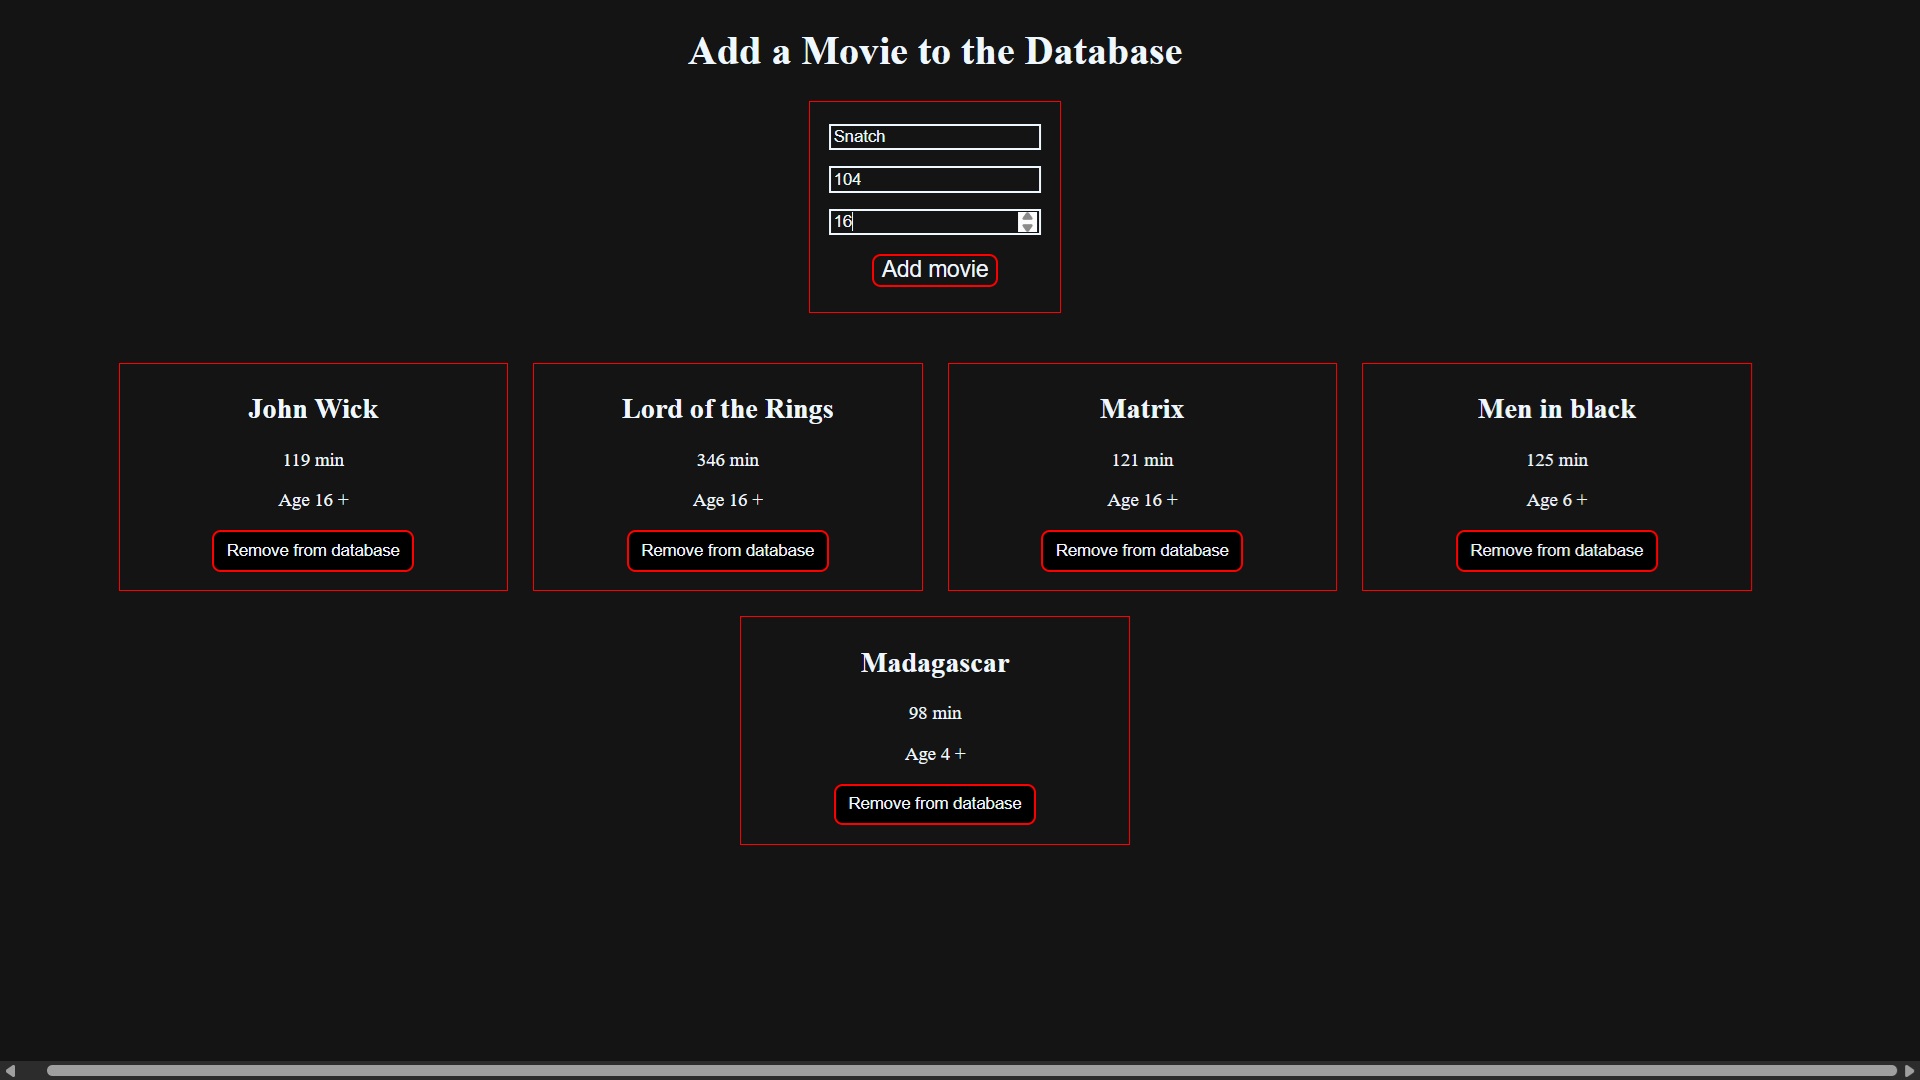 Add a Movie to the Database
Snatch
104
16
Add movie
John Wick
119 min
Age 16 +
Remove from database
Lord of the Rings
346 min
Age 16 +
Remove from database
Matrix
121 min
Age 16 +
Remove from database
Men in black
125 min
Age 6 +
Remove from database
Madagascar
98 min
Age 4 +
Remove from database